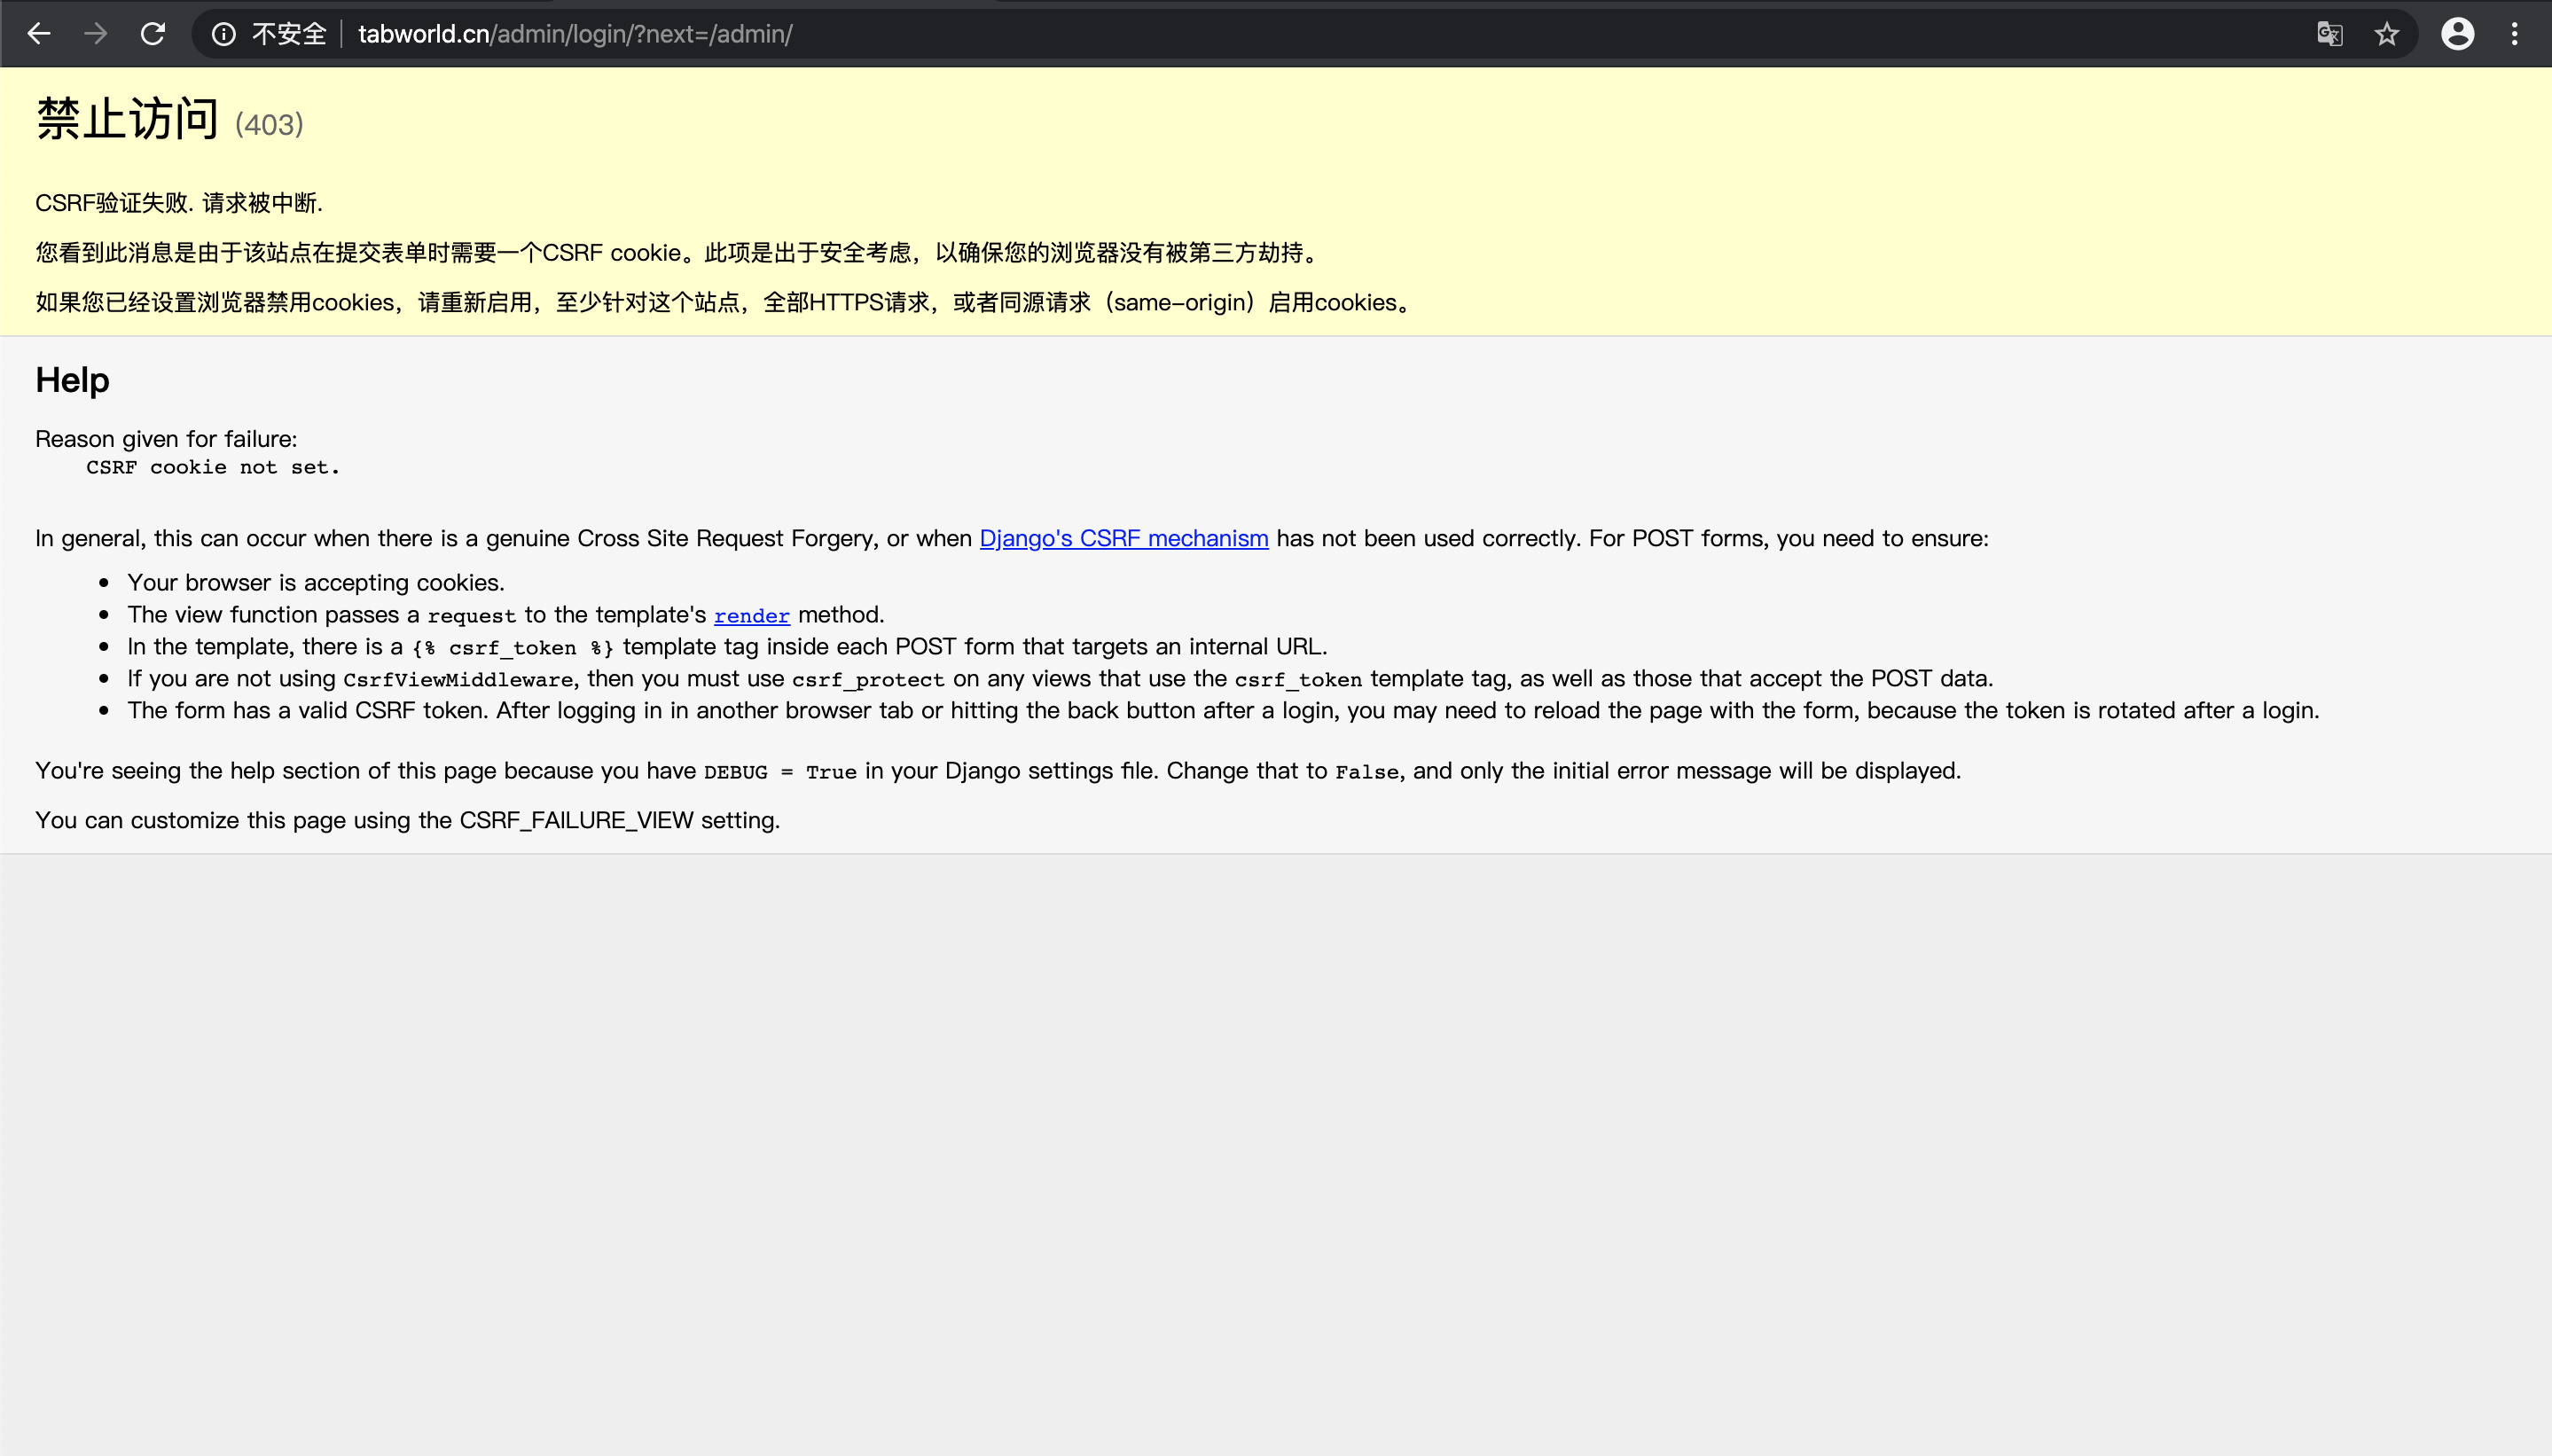 不安全 tabworld.cn/admin/login/?next=/admin/
禁止访问 (403)
CSRF验证失败. 请求被中断.
您看到此消息是由于该站点在提交表单时需要一个CSRF cookie。此项是出于安全考虑，以确保您的浏览器没有被第三方劫持。
如果您已经设置浏览器禁用cookies，请重新启用，至少针对这个站点，全部HTTPS请求，或者同源请求（same-origin）启用cookies。
Help
Reason given for failure:
CSRF cookie not set.
In general, this can occur when there is a genuine Cross Site Request Forgery, or when Django's CSRF mechanism has not been used correctly. For POST forms, you need to ensure:
• Your browser is accepting cookies.
• The view function passes a request to the template's render method.
• In the template, there is a {% csrf_token %} template tag inside each POST form that targets an internal URL.
• If you are not using CsrfViewMiddleware, then you must use csrf_protect on any views that use the csrf_token template tag, as well as those that accept the POST data.
• The form has a valid CSRF token. After logging in in another browser tab or hitting the back button after a login, you may need to reload the page with the form, because the token is rotated after a login.
You're seeing the help section of this page because you have DEBUG = True in your Django settings file. Change that to False, and only the initial error message will be displayed.
You can customize this page using the CSRF_FAILURE_VIEW setting.